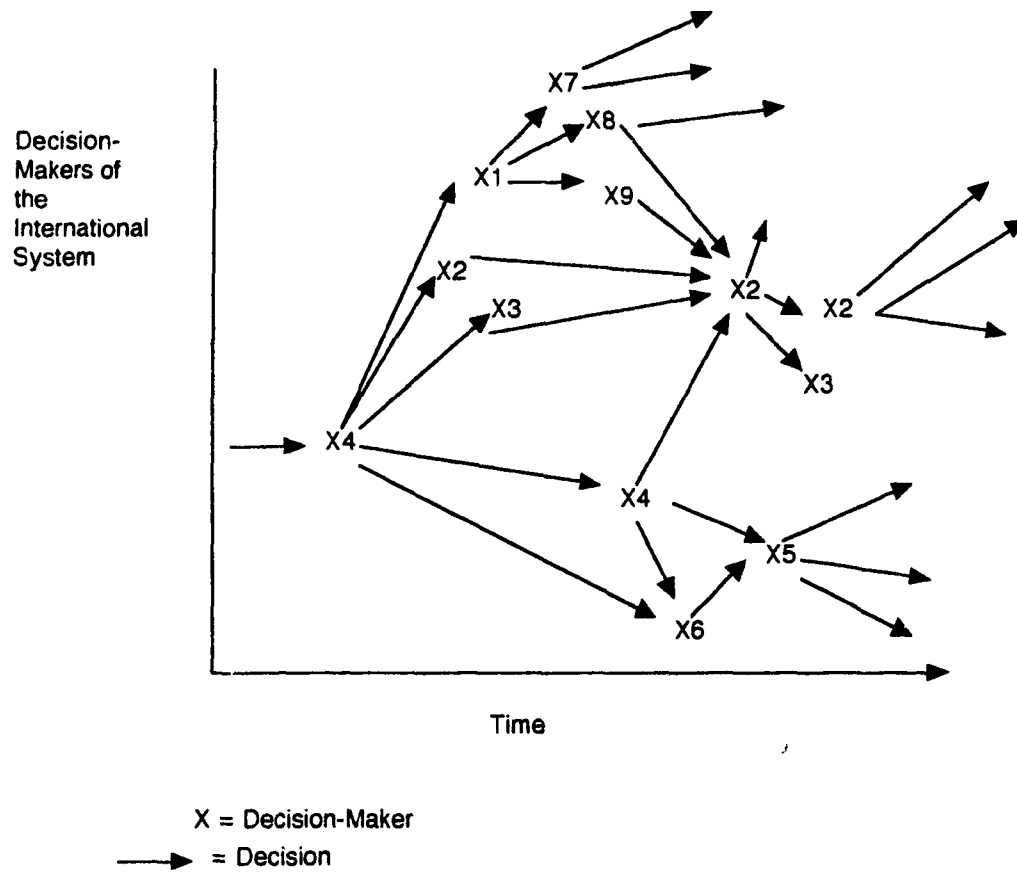 Decision-
Makers of
the
International
System
X7
X8
X1
X9
X2
X3
X2
X2
X3
X4
X4
X5
X6
Time
X = Decision-Maker
= Decision